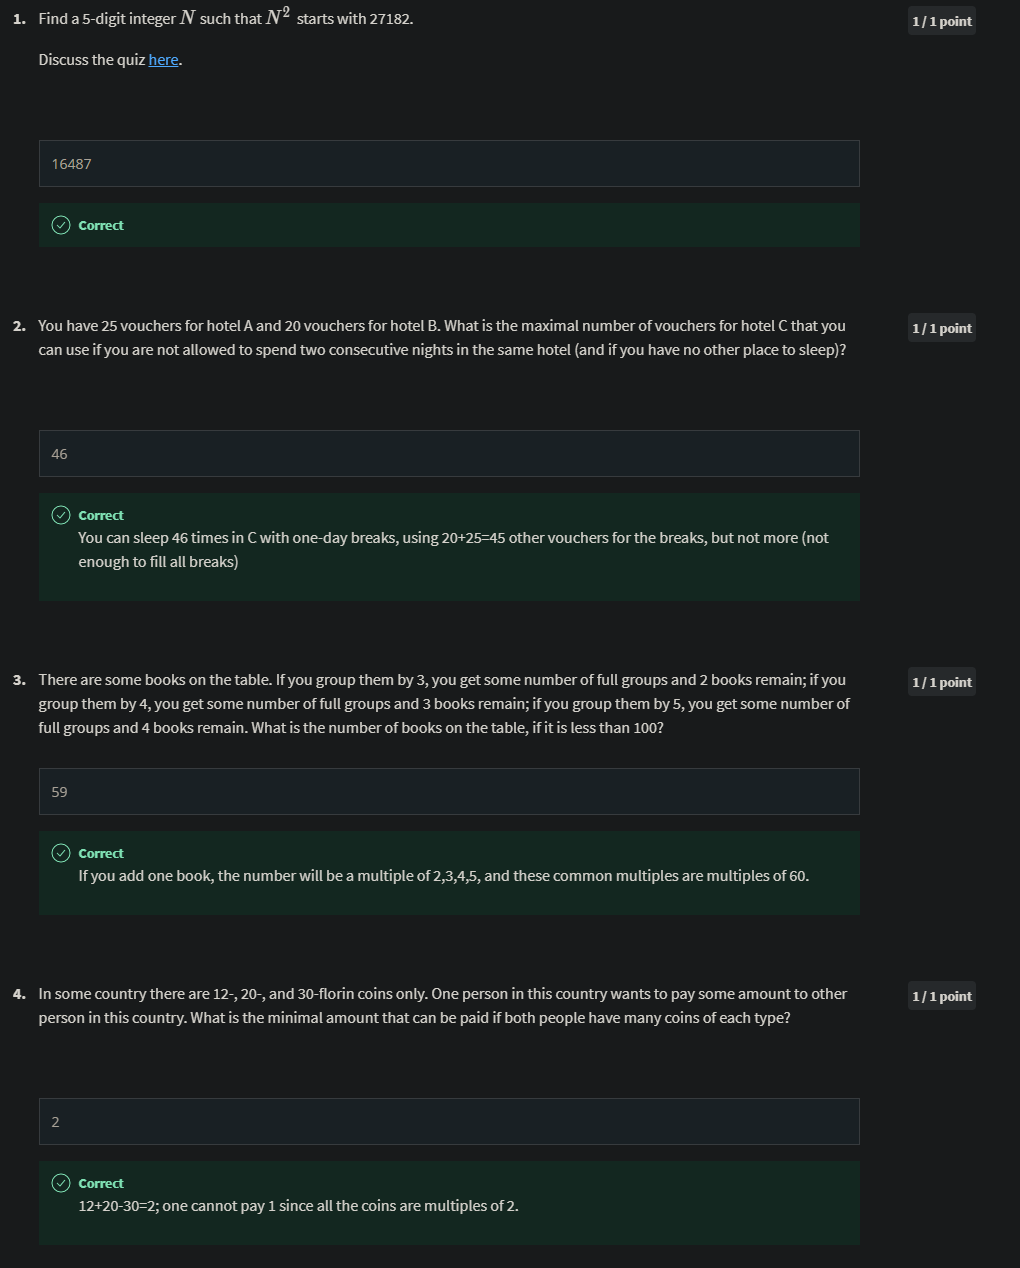 1. Find a 5-digit integer N such that N² starts with 27182.
1 / 1 point
Discuss the quiz here.
16487
Correct
2. You have 25 vouchers for hotel A and 20 vouchers for hotel B. What is the maximal number of vouchers for hotel C that you
1 / 1 point
can use if you are not allowed to spend two consecutive nights in the same hotel (and if you have no other place to sleep)?
46
Correct
You can sleep 46 times in C with one-day breaks, using 20+25=45 other vouchers for the breaks, but not more (not
enough to fill all breaks)
3. There are some books on the table. If you group them by 3, you get some number of full groups and 2 books remain; if you
1 / 1 point
group them by 4, you get some number of full groups and 3 books remain; if you group them by 5, you get some number of
full groups and 4 books remain. What is the number of books on the table, if it is less than 100?
59
Correct
If you add one book, the number will be a multiple of 2,3,4,5, and these common multiples are multiples of 60.
4. In some country there are 12-, 20-, and 30-florin coins only. One person in this country wants to pay some amount to other
1 / 1 point
person in this country. What is the minimal amount that can be paid if both people have many coins of each type?
2
Correct
12+20-30=2; one cannot pay 1 since all the coins are multiples of 2.